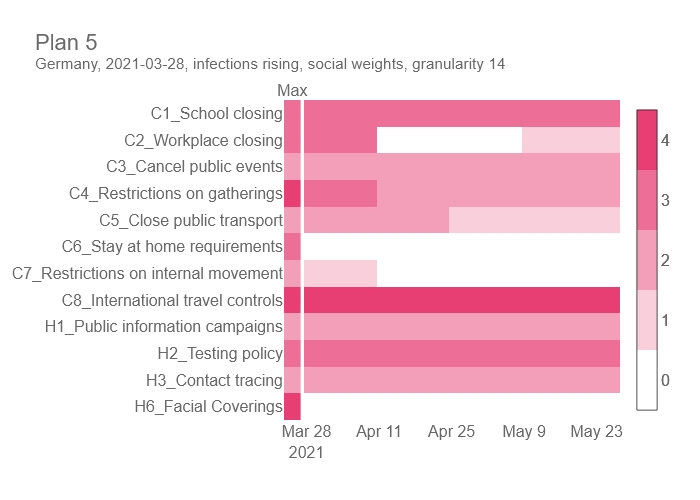 Plan 5
Germany, 2021-03-28, infections rising, social weights, granularity 14
Max
C1_School closing
C2_Workplace closing
C3_Cancel public events
C4_Restrictions on gatherings
C5_Close public transport
C6_Stay at home requirements
C7_Restrictions on internal movement
C8_International travel controls
H1_Public information campaigns
H2_Testing policy
H3_Contact tracing
H6_Facial Coverings
4
3
2
1
0
Mar 28 Apr 11 Apr 25 May 9 May 23
2021